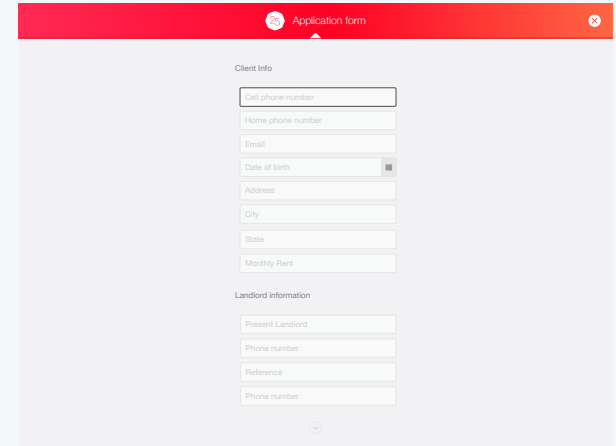 25 Application form
Client Info
Cell phone number
Home phone number
Email
Date of birth
Address
City
State
Monthly Rent
Landlord information
Present Landlord
Phone number
Reference
Phone number